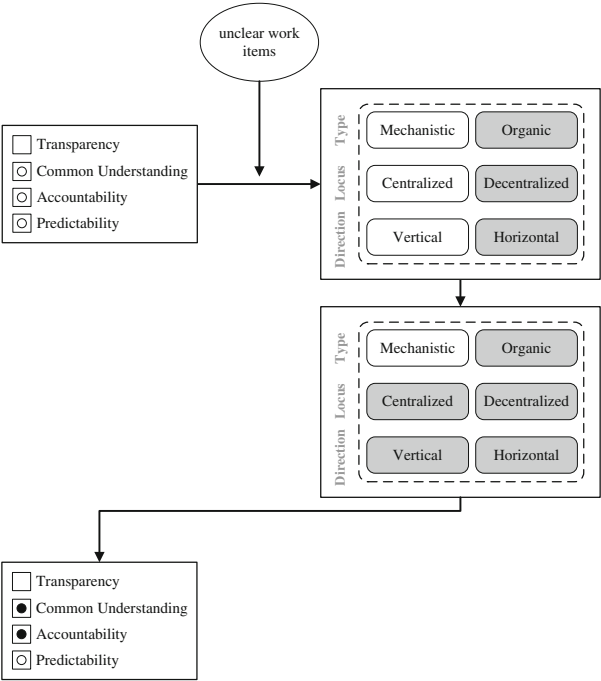 unclear work
items
Transparency
Common Understanding
Accountability
Predictability
Type
Mechanistic
Organic
Locus
Centralized
Decentralized
Direction
Vertical
Horizontal
Type
Mechanistic
Organic
Locus
Centralized
Decentralized
Direction
Vertical
Horizontal
Transparency
Common Understanding
Accountability
Predictability